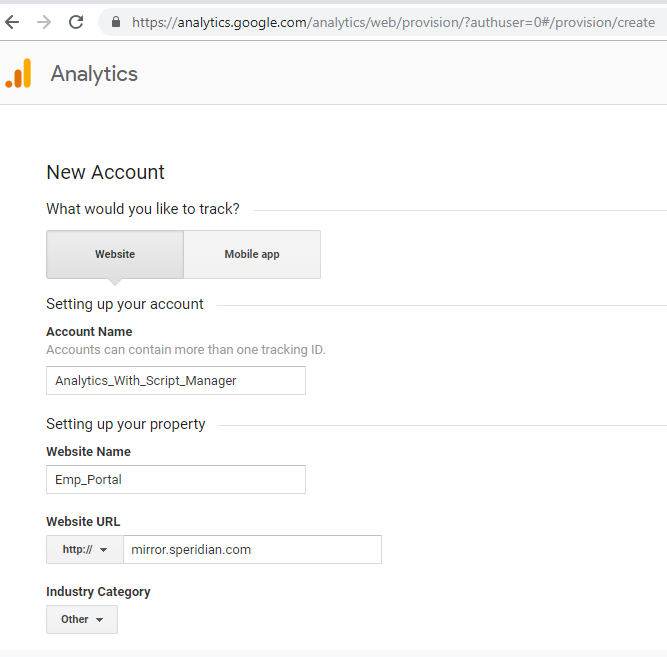 https://analytics.google.com/analytics/web/provision/?authuser=0#/provision/create
Analytics
New Account
What would you like to track?
Website Mobile app
Setting up your account
Account Name
Accounts can contain more than one tracking ID.
Analytics_With_Script_Manager
Setting up your property
Website Name
Emp_Portal
Website URL
http:// mirror.speridian.com
Industry Category
Other